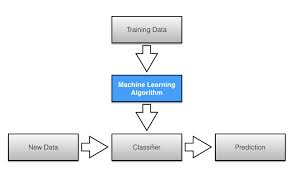 Training Data
Machine Learning
Algorithm
New Data
Classifier
Prediction